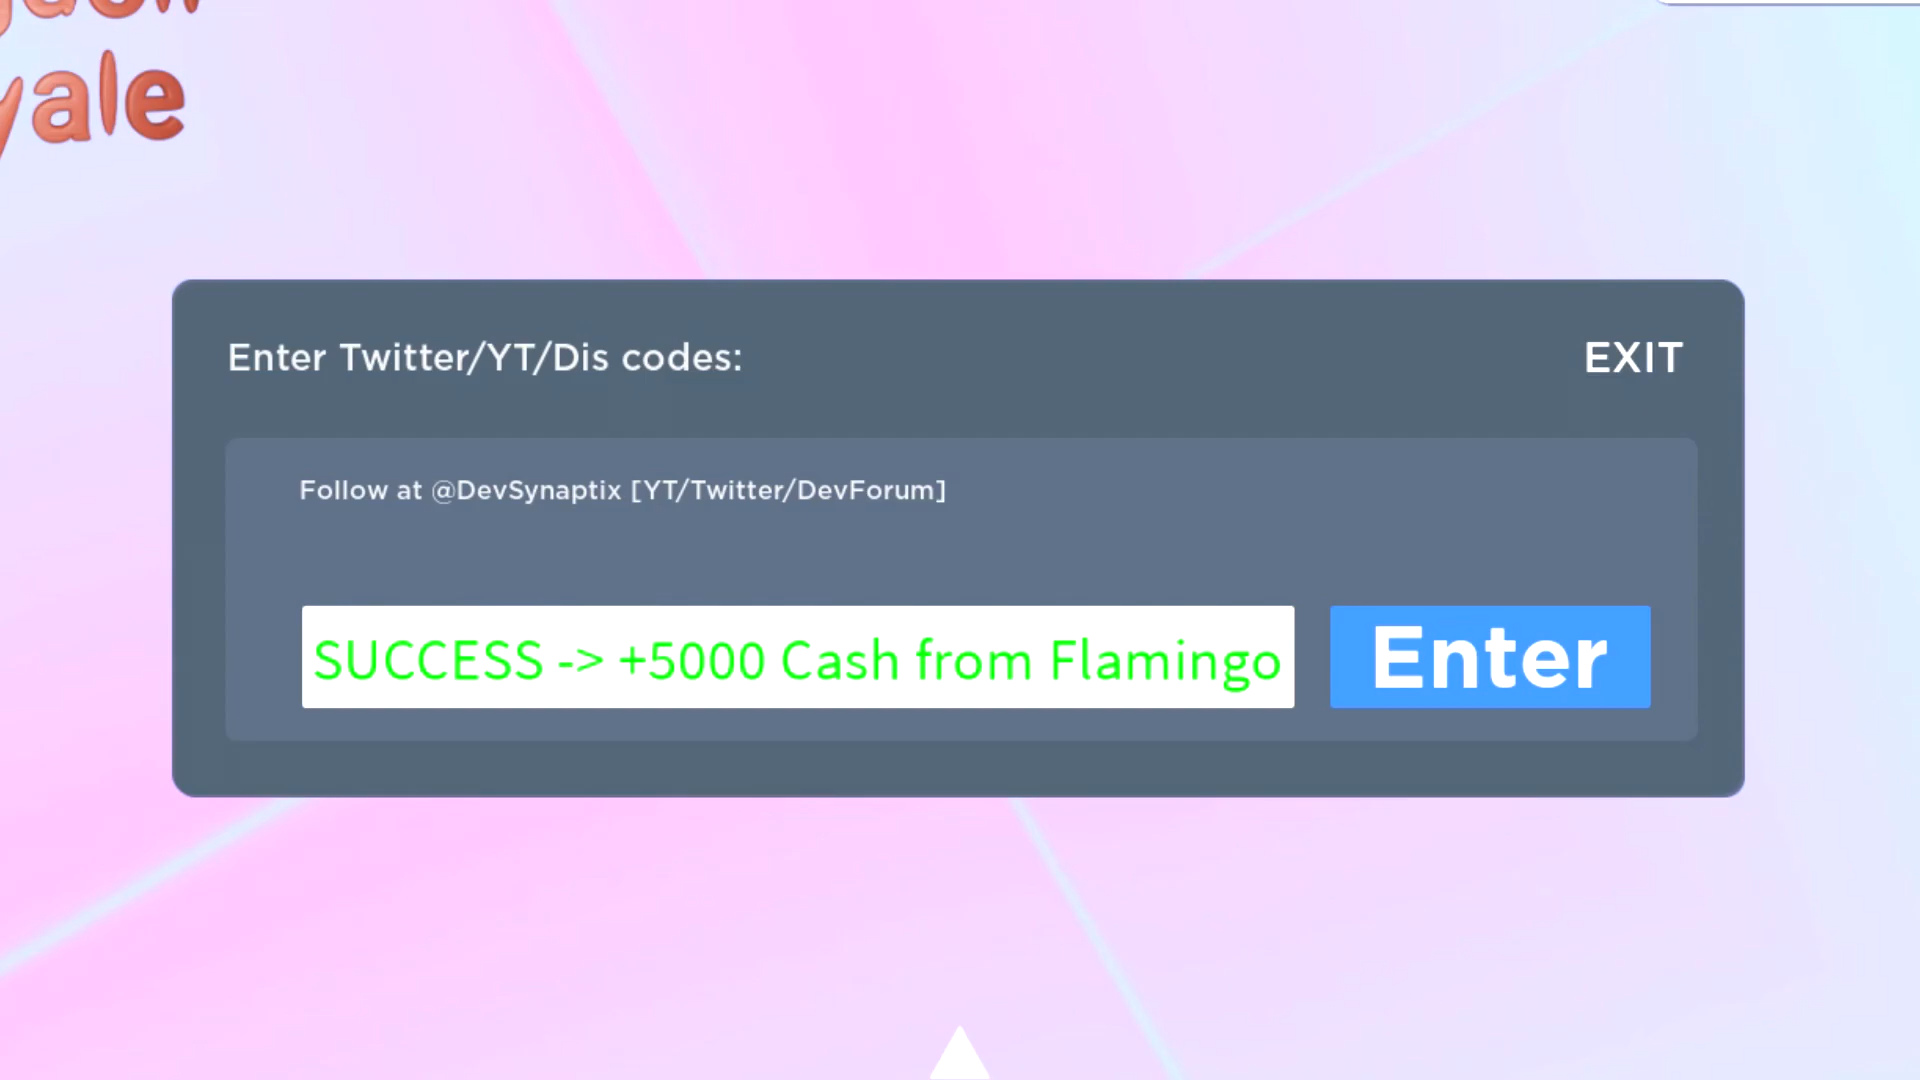 yale
Enter Twitter/YT/Dis codes:
EXIT
Follow at @DevSynaptix [YT/Twitter/DevForum]
SUCCESS -> +5000 Cash from Flamingo
Enter